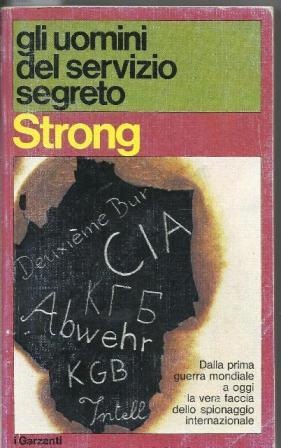 gli uomini
del servizio
segreto
Strong
Deuxième Bur
CIA
КГБ
Abwehr
KGB
Intell
Dalla prima
guerra mondiale
a oggi
la vera faccia
dello spionaggio
internazionale
i Garzanti